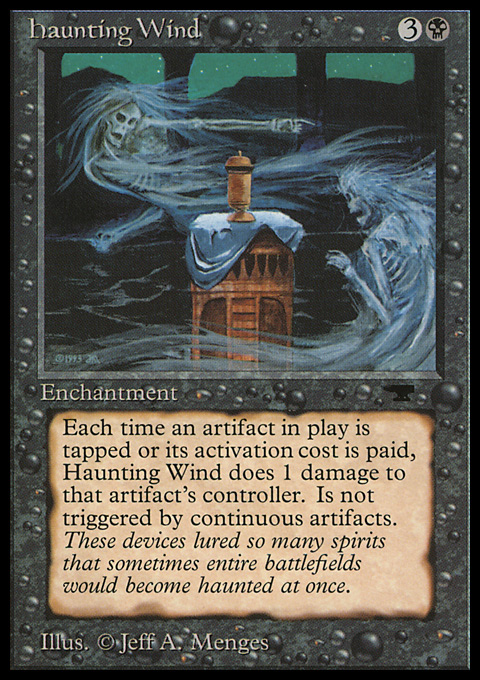 Haunting Wind 3
Enchantment
Each time an artifact in play is
tapped or its activation cost is paid,
Haunting Wind does 1 damage to
that artifact's controller. Is not
triggered by continuous artifacts.
These devices lured so many spirits
that sometimes entire battlefields
would become haunted at once.
Illus. © Jeff A. Menges